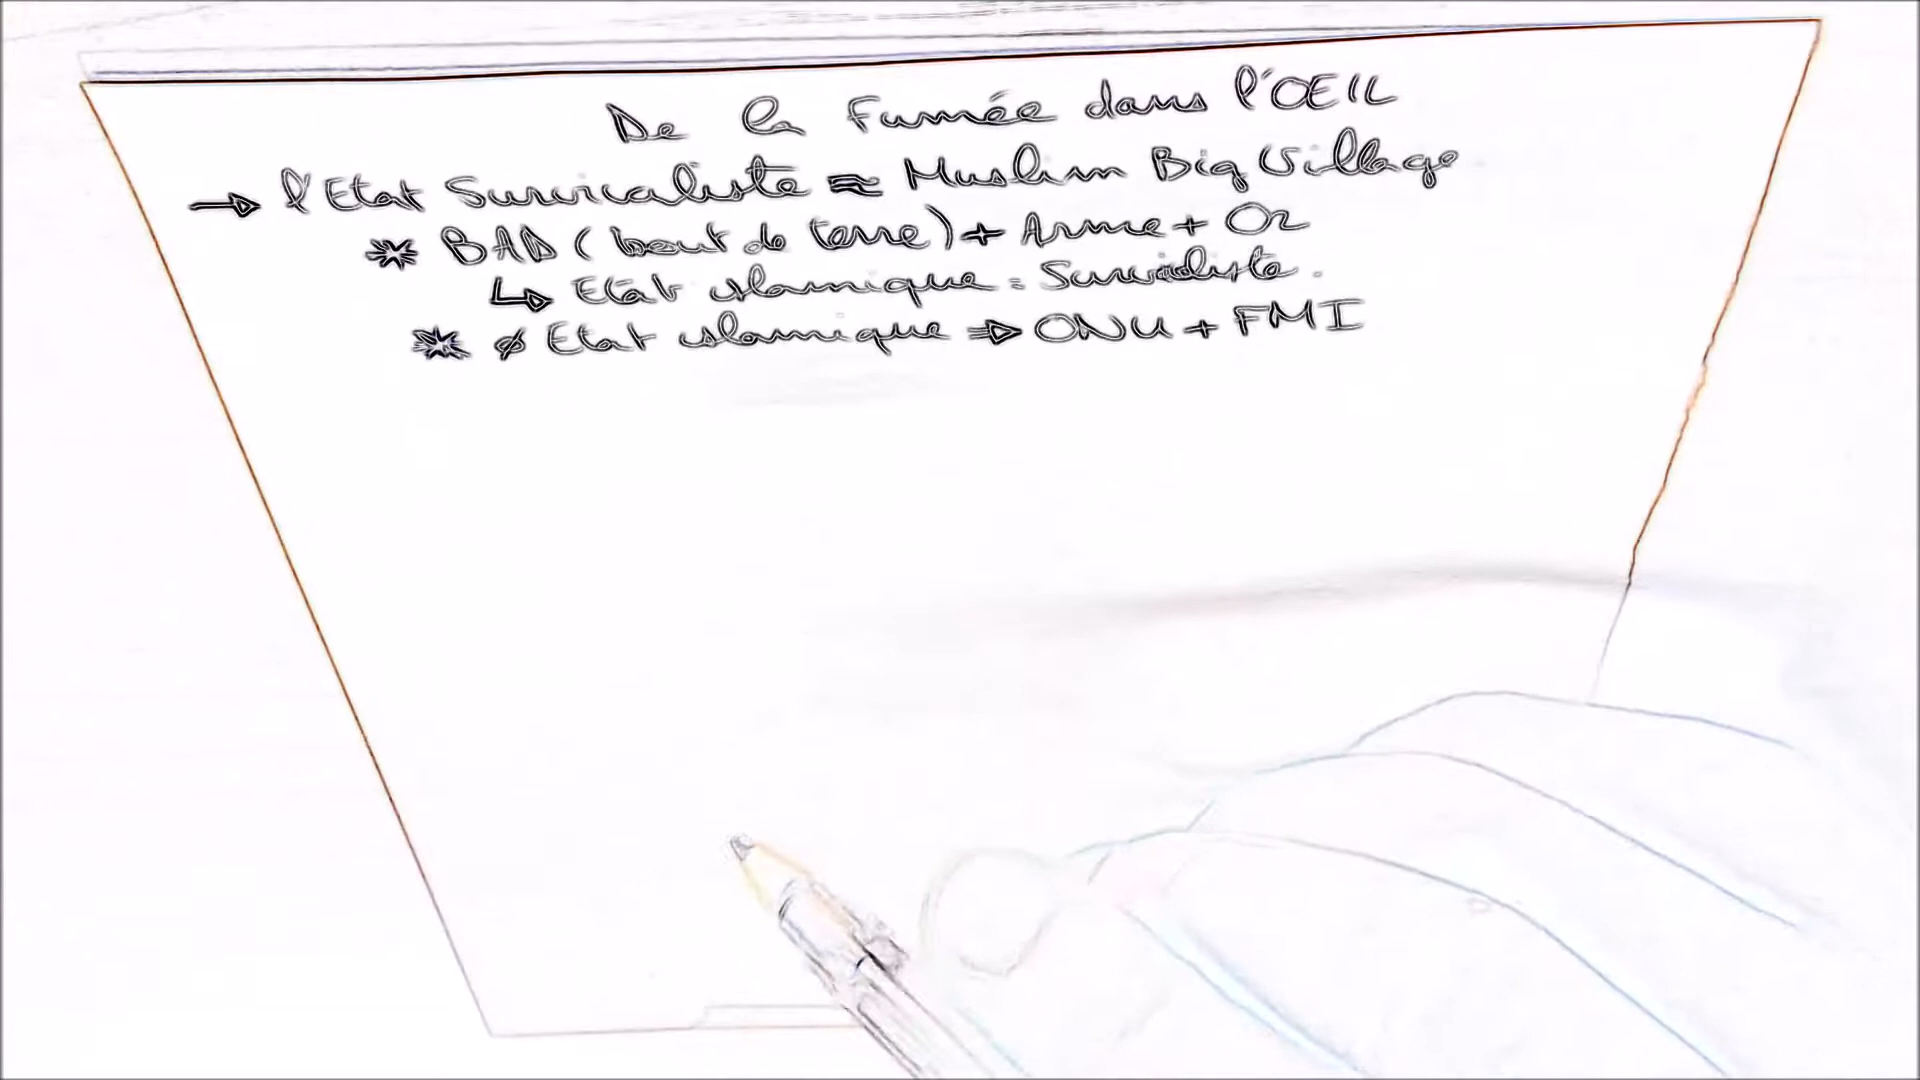 De la Fumée dans l'OEIL
→ l'Etat Survivaliste ≈ Muslim Big Village
* BAD (bout de terre) + Arme + Or
↳ Etat islamique = Survivaliste.
* ∅ Etat islamique ⇒ ONU + FMI